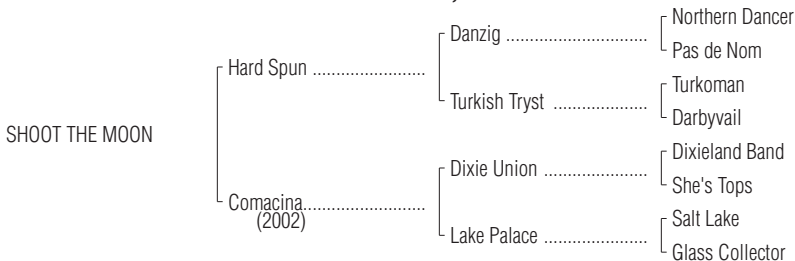 Northern Dancer
Danzig ..............................
Pas de Nom
Hard Spun ........................
Turkoman
Turkish Tryst ....................
Darbyvail
SHOOT THE MOON
Dixieland Band
Dixie Union ......................
She's Tops
Comacina..........................
(2002)
Salt Lake
Lake Palace ......................
Glass Collector